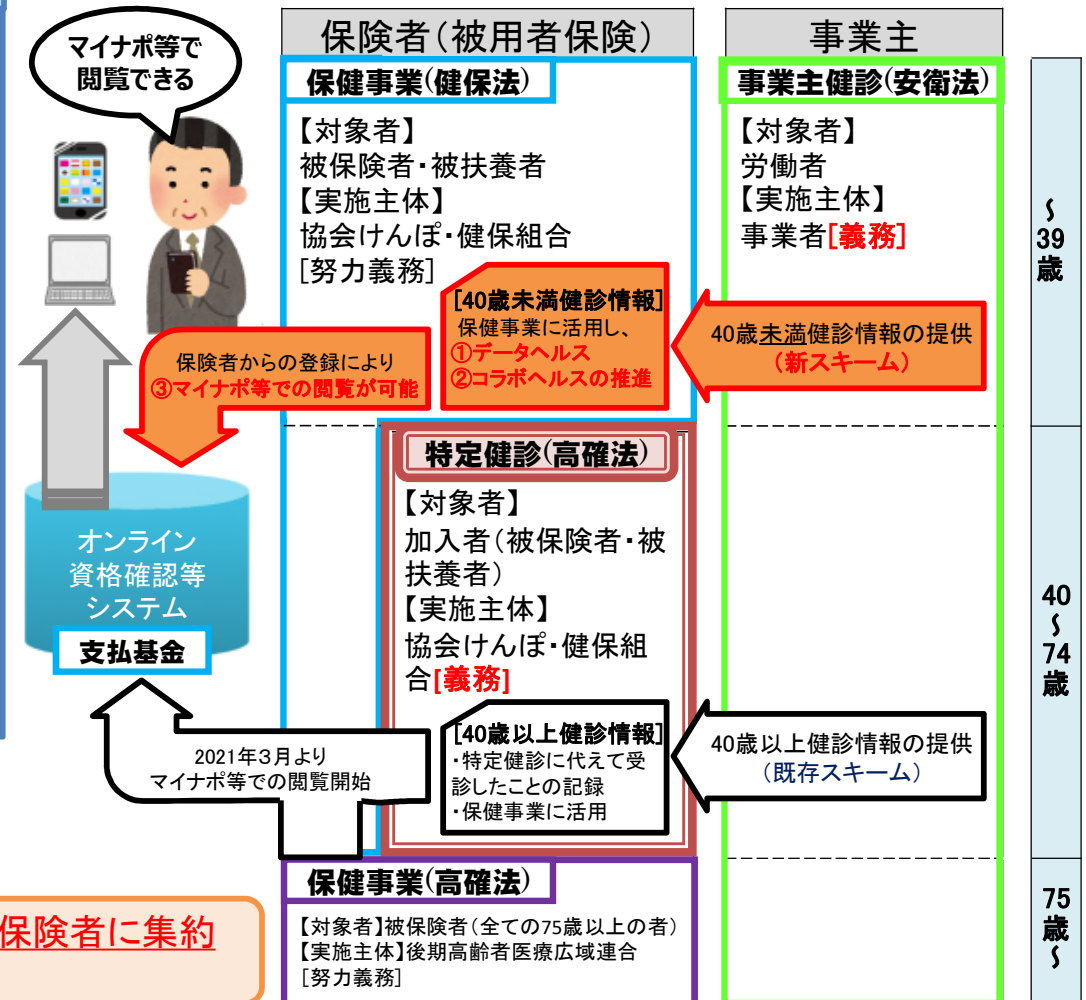 マイナポ等で
閲覧できる
保険者（被用者保険）
事業主
保健事業(健保法)
【対象者】
被保険者・被扶養者
【実施主体】
協会けんぽ・健保組合
[努力義務]
事業主健診(安衛法)
【対象者】
労働者
【実施主体】
事業者[義務]
～
39
歳
[40歳未満健診情報]
保健事業に活用し、
①データヘルス
②コラボヘルスの推進
40歳未満健診情報の提供
（新スキーム）
保険者からの登録により
③マイナポ等での閲覧が可能
特定健診(高確法)
【対象者】
加入者（被保険者・被
扶養者）
【実施主体】
協会けんぽ・健保組
合[義務]
オンライン
資格確認等
システム
支払基金
40
～
74
歳
[40歳以上健診情報]
・特定健診に代えて受
診したことの記録
・保健事業に活用
40歳以上健診情報の提供
（既存スキーム）
2021年３月より
マイナポ等での閲覧開始
保健事業(高確法)
【対象者】被保険者（全ての75歳以上の者）
【実施主体】後期高齢者医療広域連合
[努力義務]
75
歳
～
保険者に集約